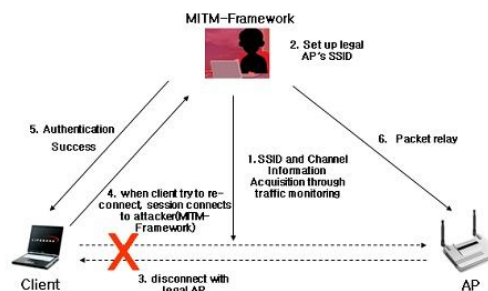 MITM-Framework
2. Set up legal
AP's SSID
5. Authentication
Success
6. Packet relay
1. SSID and Channel
Information
Acquisition through
traffic monitoring
4. when client try to re-
connect, session connects
to attacker(MITM-
Framework)
X
Client
3. disconnect with
legal AP
AP